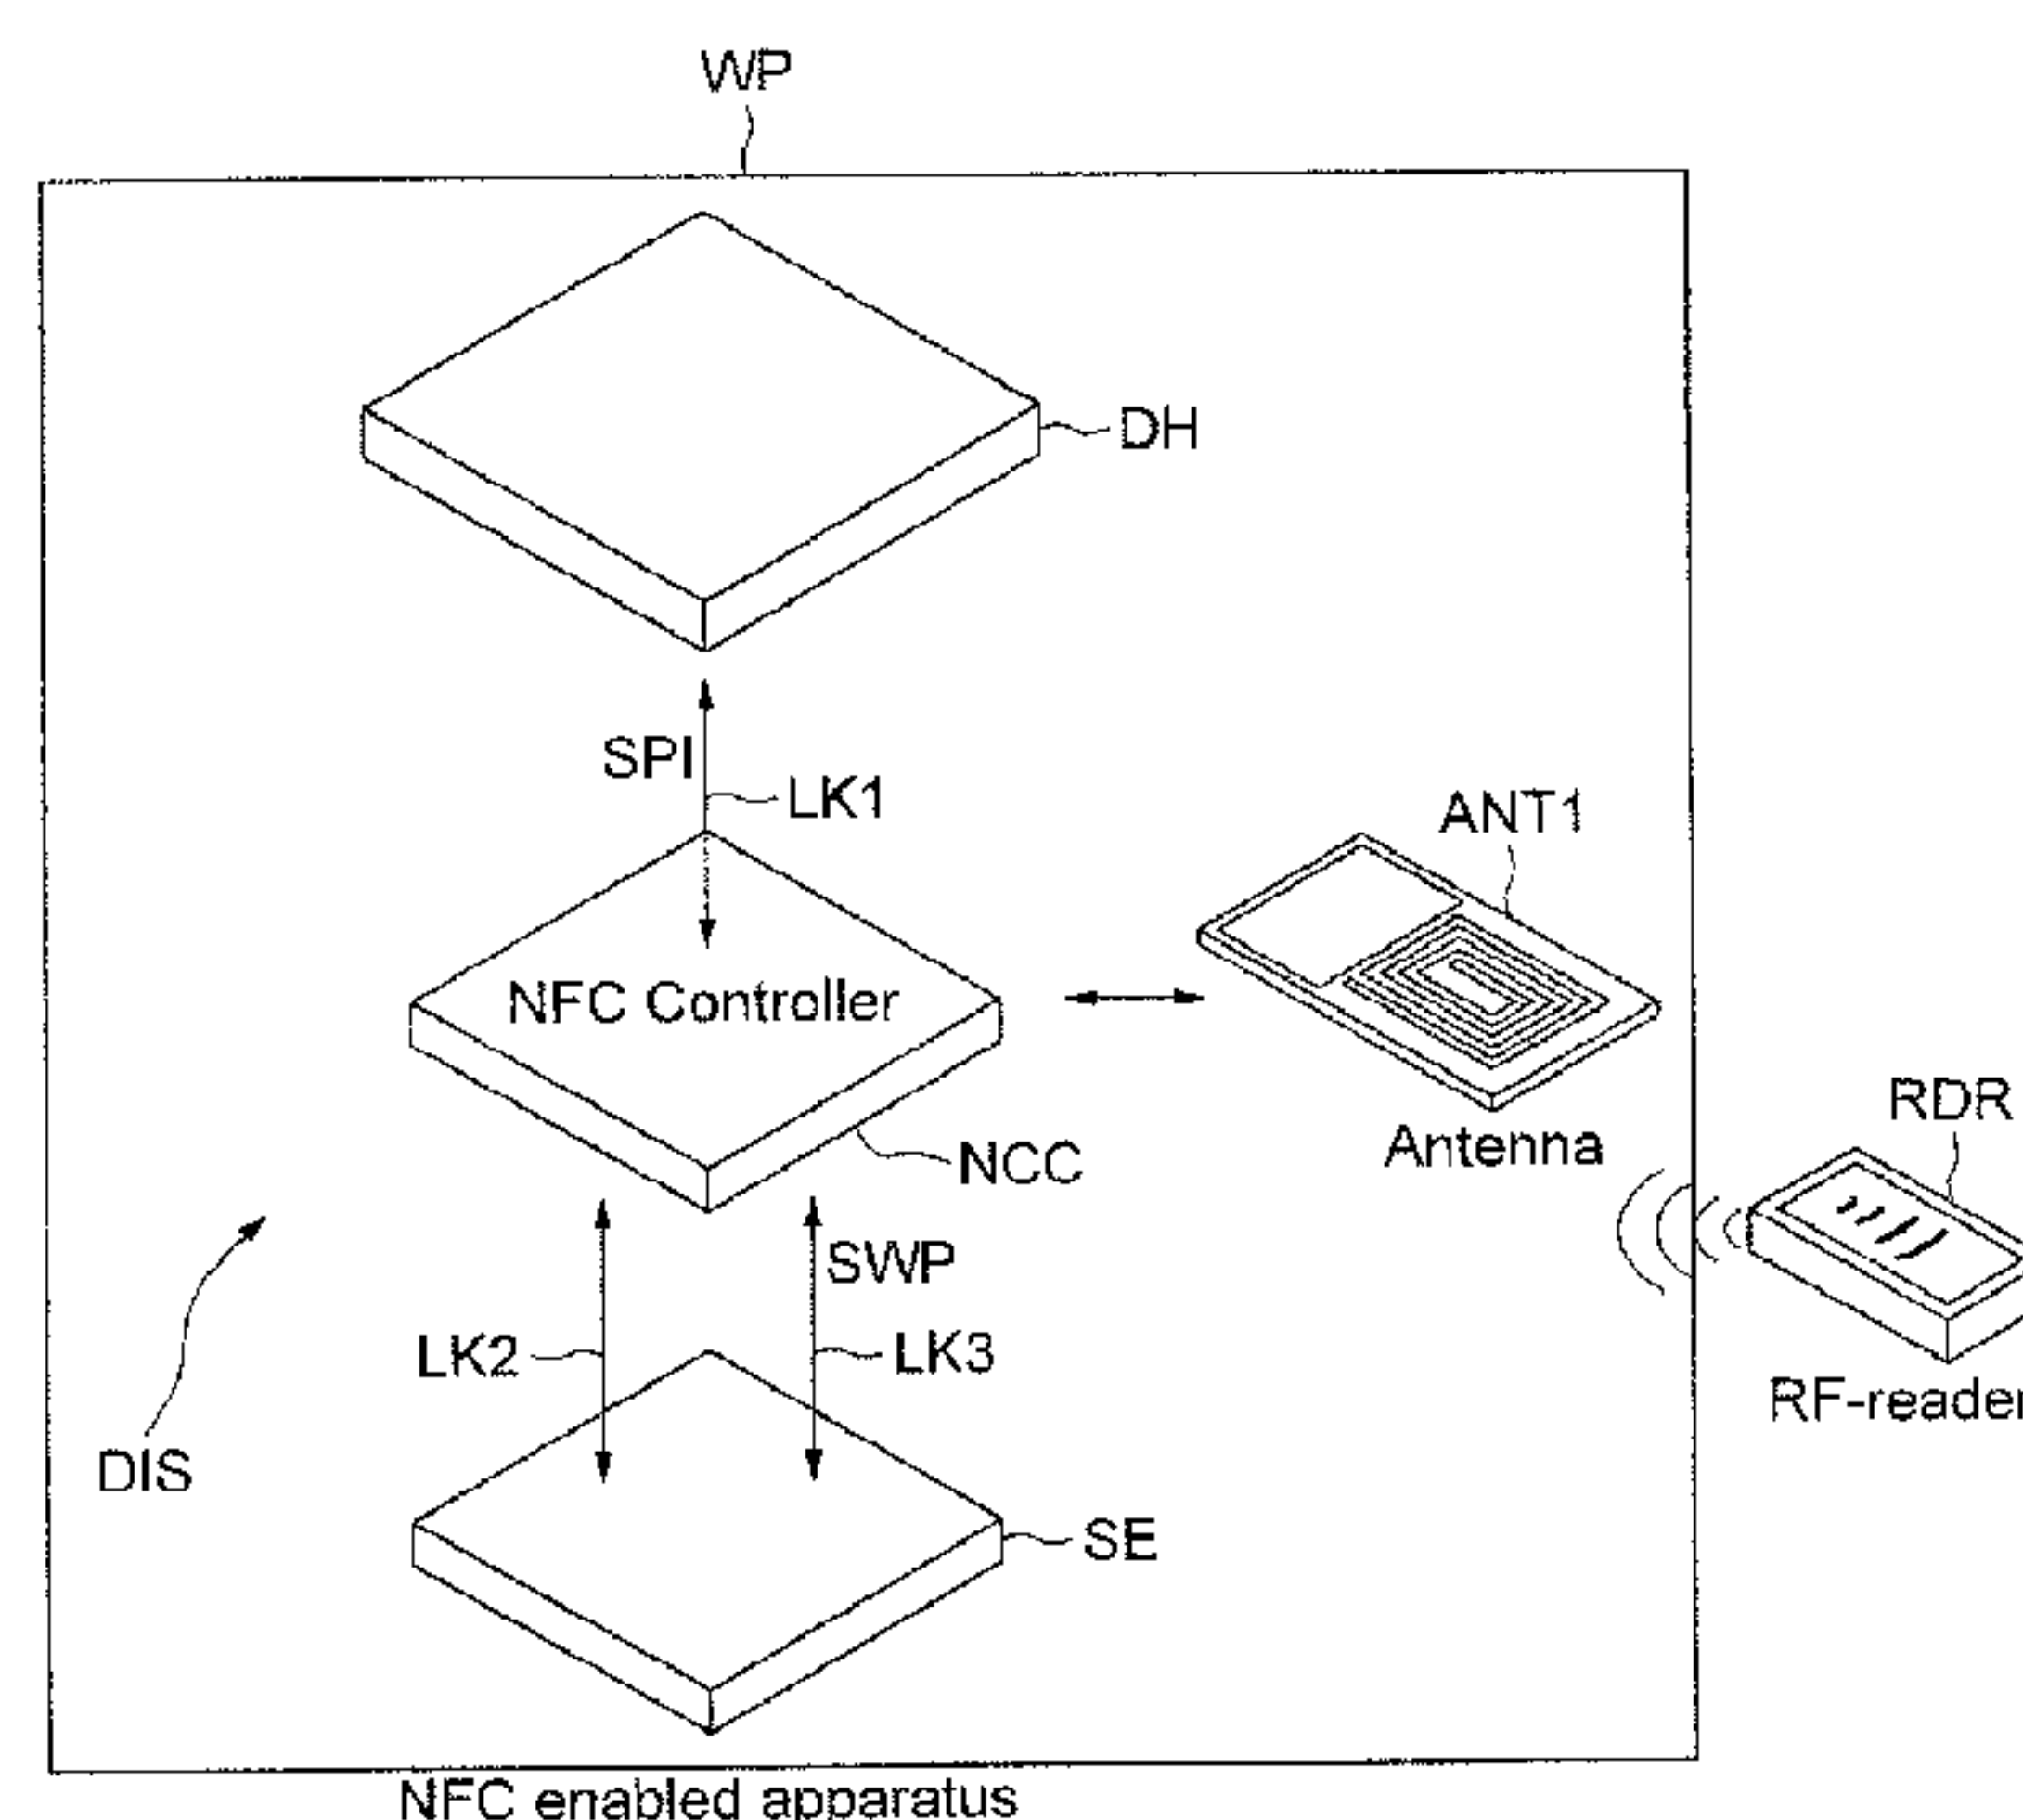 WP
DH
SPI
LK1
ANT1
NFC Controller
Antenna
RDR
NCC
SWP
LK2
LK3
RF-reader
DIS
SE
NFC enabled apparatus